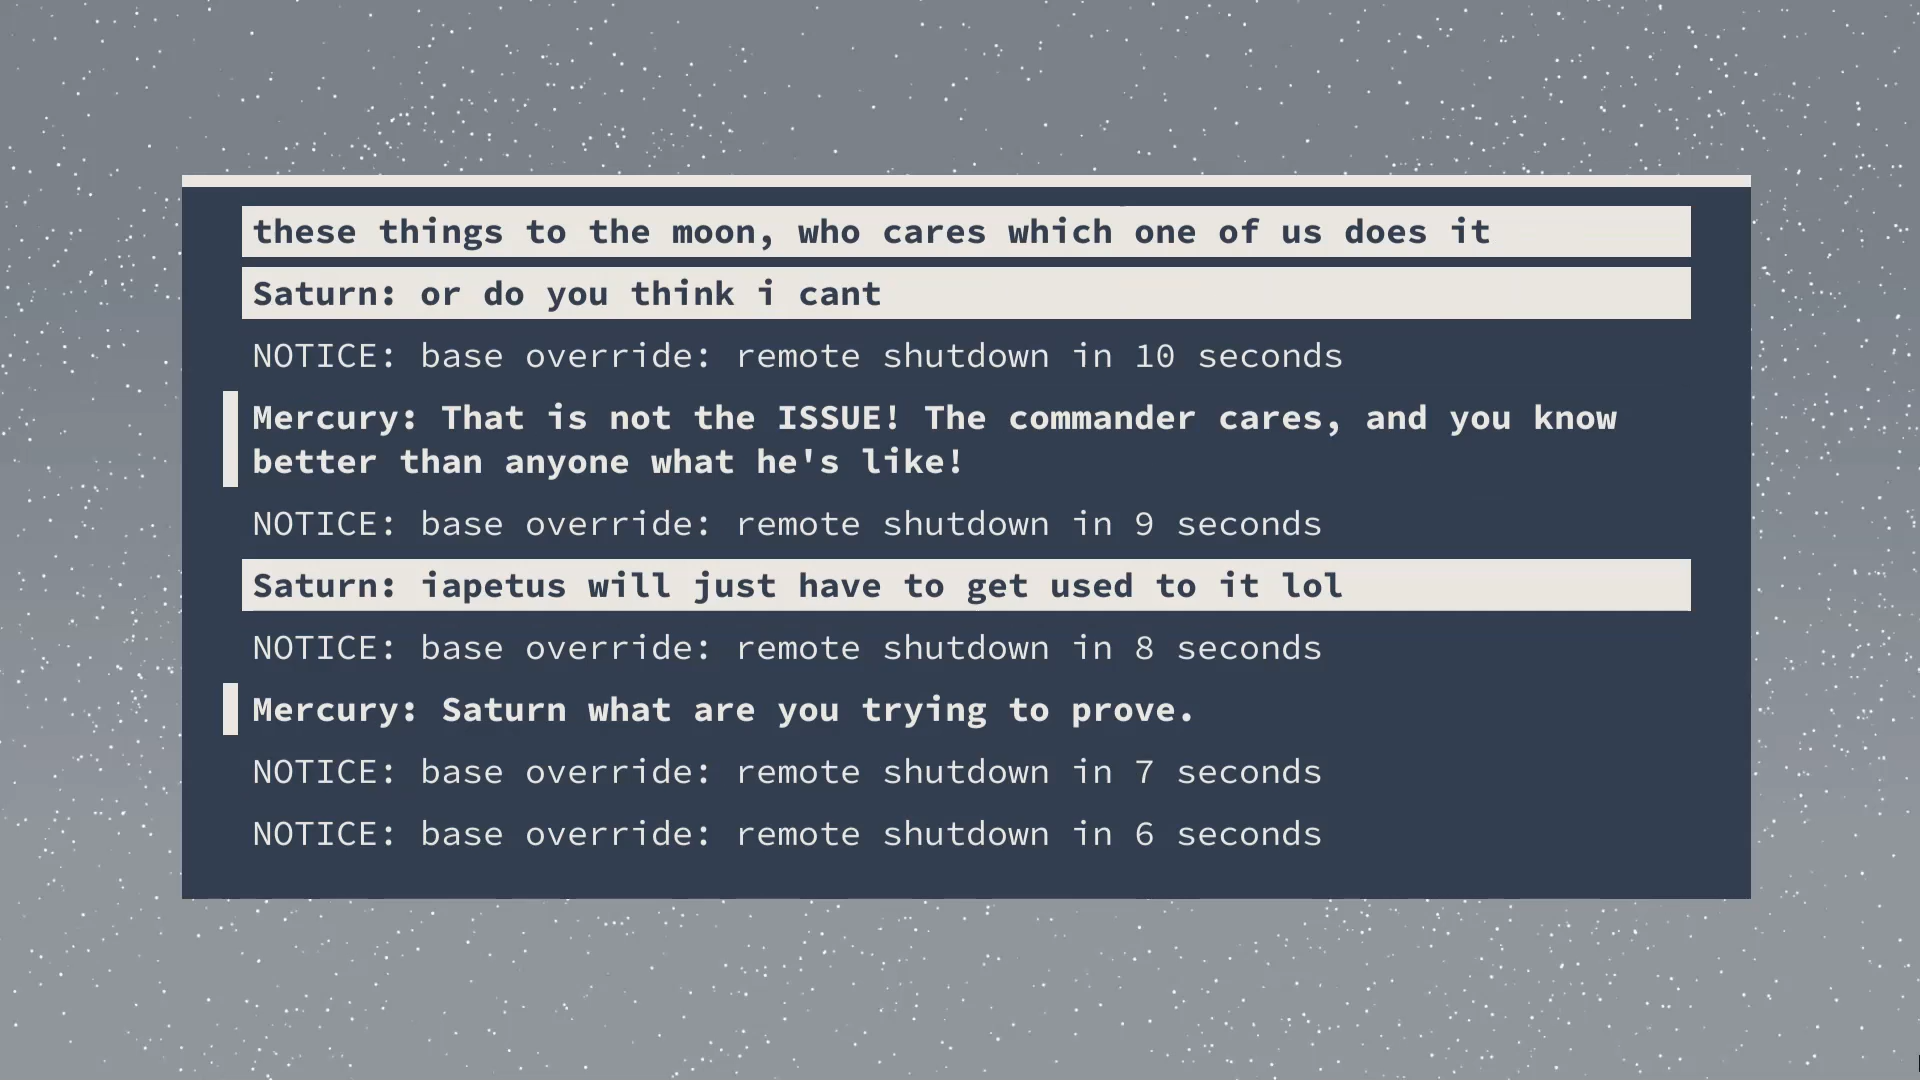 these things to the moon, who cares which one of us does it
Saturn: or do you think i cant
NOTICE: base override: remote shutdown in 10 seconds
Mercury: That is not the ISSUE! The commander cares, and you know
better than anyone what he's like!
NOTICE: base override: remote shutdown in 9 seconds
Saturn: iapetus will just have to get used to it lol
NOTICE: base override: remote shutdown in 8 seconds
Mercury: Saturn what are you trying to prove.
NOTICE: base override: remote shutdown in 7 seconds
NOTICE: base override: remote shutdown in 6 seconds